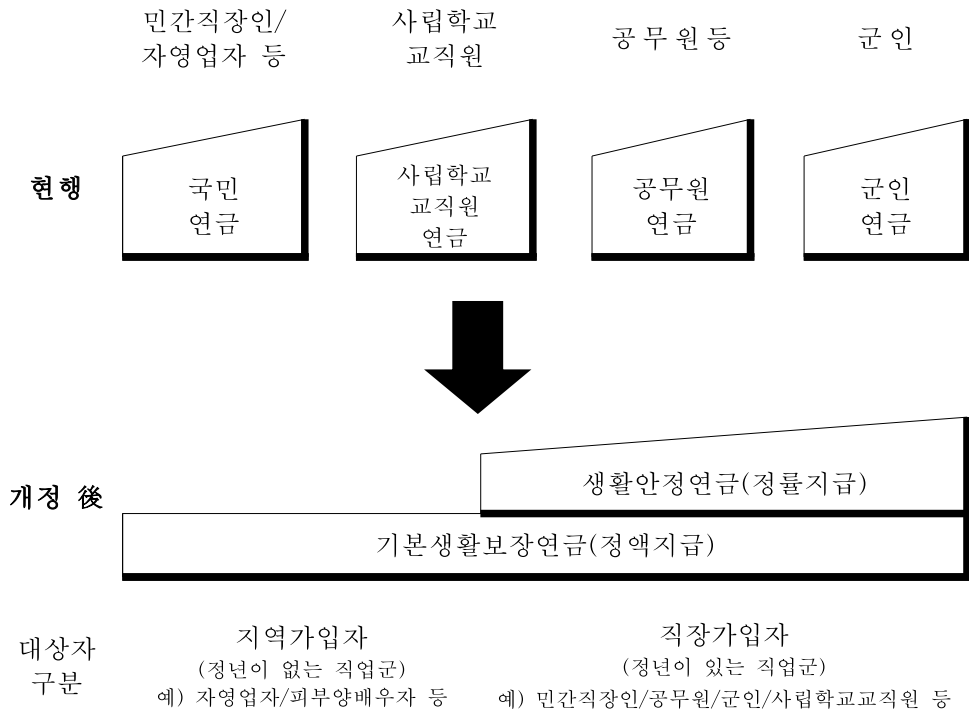 민간직장인/
자영업자 등
사립학교
교직원
공무원등
군인
현행
국민
연금
사립학교
교직원
연금
공무원
연금
군인
연금
개정 後
생활안정연금(정률지급)
기본생활보장연금(정액지급)
대상자
구분
지역가입자
(정년이 없는 직업군)
예) 자영업자/피부양배우자 등
직장가입자
(정년이 있는 직업군)
예) 민간직장인/공무원/군인/사립학교교직원 등